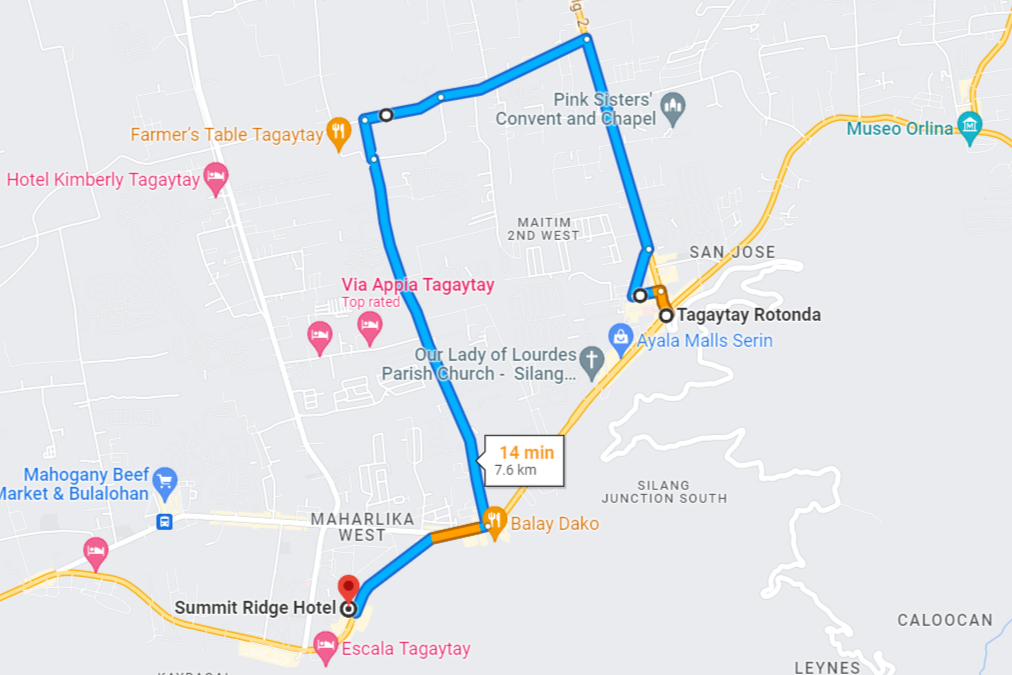 Pink Sisters'
Convent and Chapel
Farmer's Table Tagaytay
Museo Orlina
Hotel Kimberly Tagaytay
MAITIM
2ND WEST
SAN JOSE
Via Appia Tagaytay
Top rated
Tagaytay Rotonda
Ayala Malls Serin
Our Lady of Lourdes
Parish Church - Silang...
14 min
7.6 km
Mahogany Beef
Market & Bulalohan
SILANG
JUNCTION SOUTH
MAHARLIKA
WEST
Balay Dako
Summit Ridge Hotel
CALOOCAN
Escala Tagaytay
LEYNES